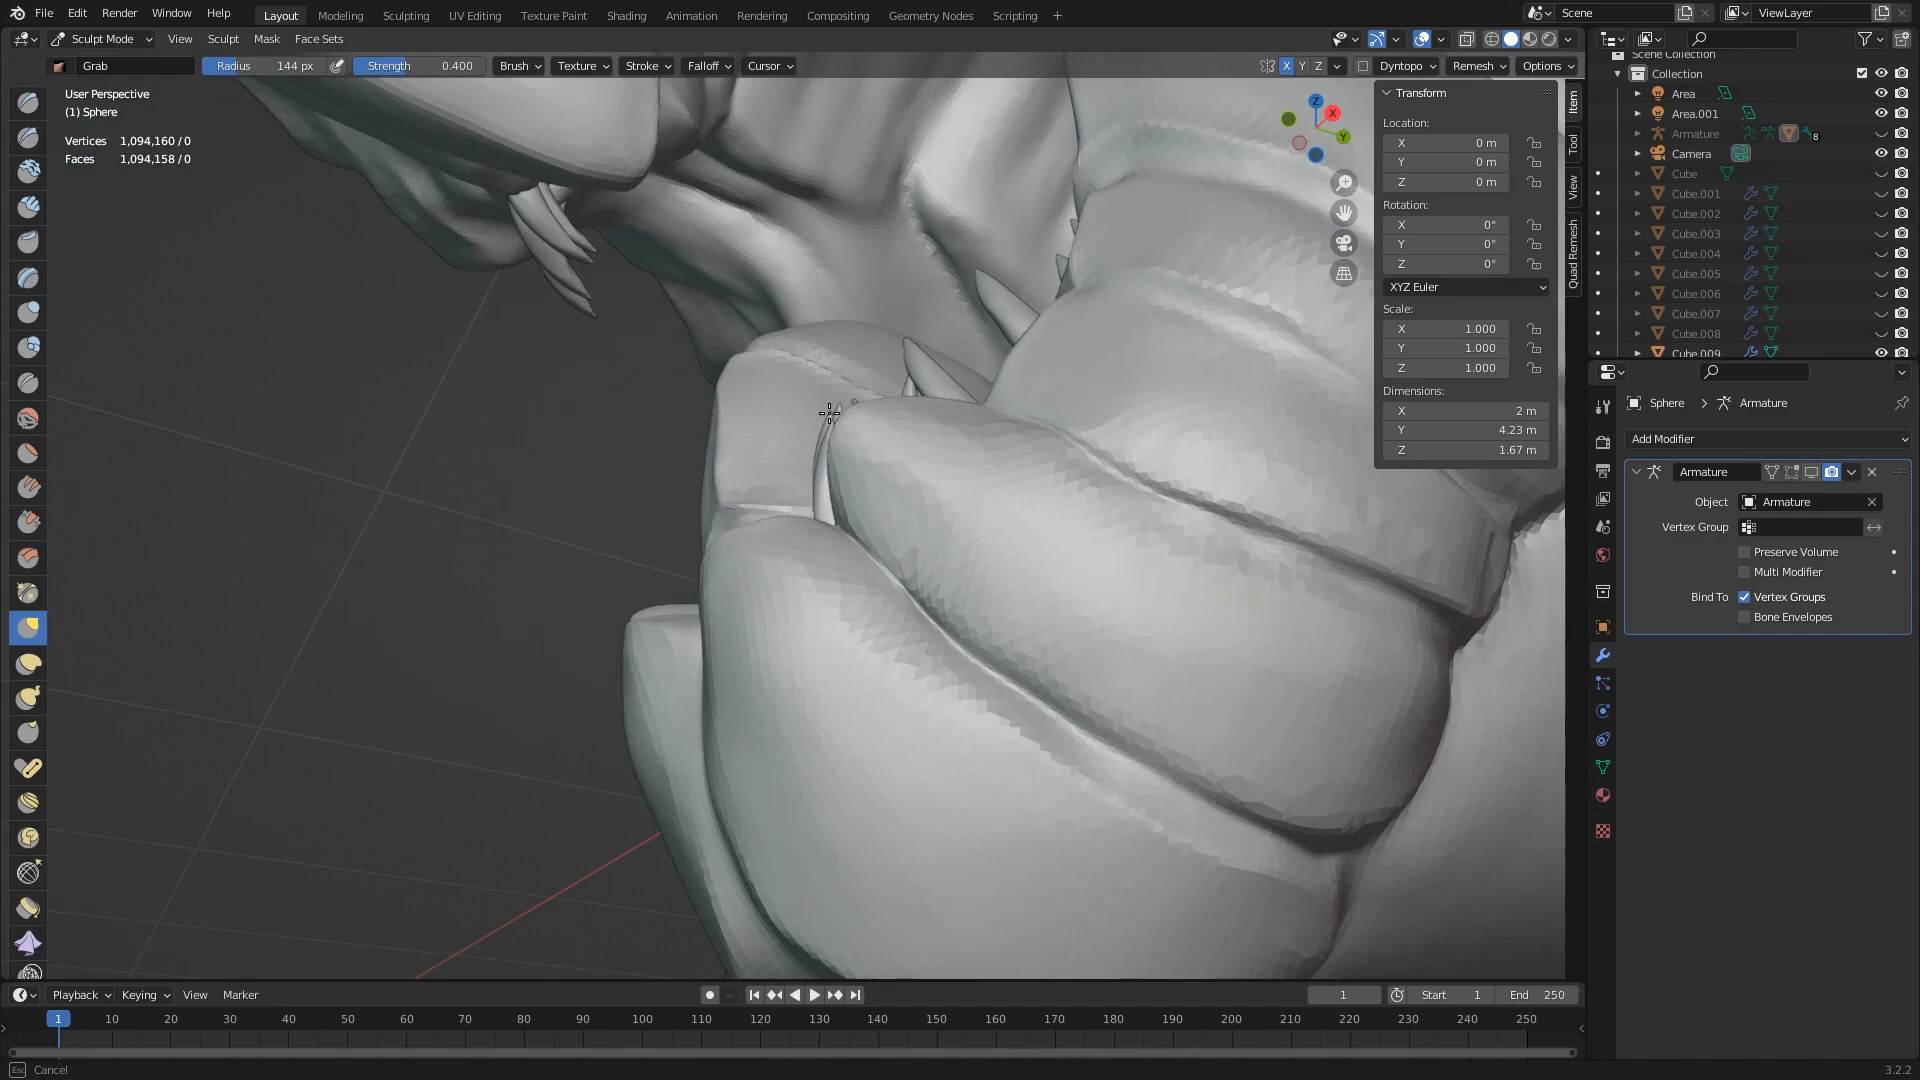 File Edit Render Window Help Layout Modeling Sculpting UV Editing Texture Paint Shading Animation Rendering Compositing Geometry Nodes Scripting + Scene ViewLayer
Sculpt Mode View Sculpt Mask Face Sets
Grab Radius 144 px Strength 0.400 Brush Texture Stroke Falloff Cursor X Y Z Dyntopo Remesh Options
User Perspective
(1) Sphere
Vertices 1,094,160 / 0
Faces 1,094,158 / 0
Z
X
Y
Transform
Location:
X 0 m
Y 0 m
Z 0 m
Rotation:
X 0°
Y 0°
Z 0°
XYZ Euler
Scale:
X 1.000
Y 1.000
Z 1.000
Dimensions:
X 2 m
Y 4.23 m
Z 1.67 m
Item
Tool
View
Quad Remesh
Scene Collection
Collection
Area
Area.001
Armature 8
Camera
Cube
Cube.001
Cube.002
Cube.003
Cube.004
Cube.005
Cube.006
Cube.007
Cube.008
Cube.009
Sphere > Armature
Add Modifier
Armature
Object Armature
Vertex Group
Preserve Volume
Multi Modifier
Bind To Vertex Groups
Bone Envelopes
Playback Keying View Marker 1 Start 1 End 250
1 10 20 30 40 50 60 70 80 90 100 110 120 130 140 150 160 170 180 190 200 210 220 230 240 250
Esc Cancel 3.2.2